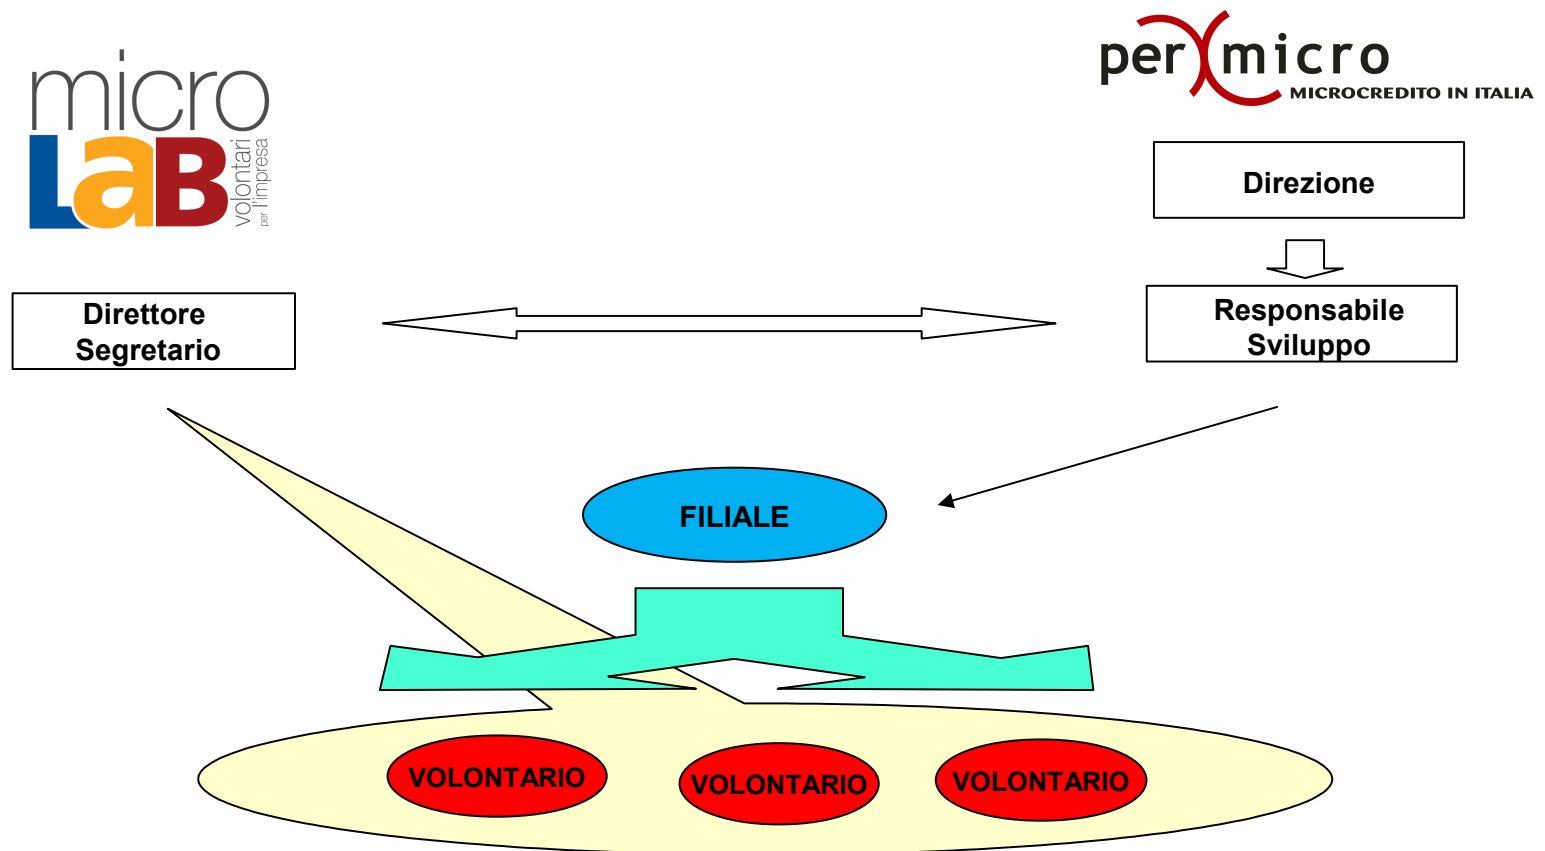 micro
LaB
volontari
per l'impresa
per micro
MICROCREDITO IN ITALIA
Direzione
Direttore
Segretario
Responsabile
Sviluppo
FILIALE
VOLONTARIO
VOLONTARIO
VOLONTARIO